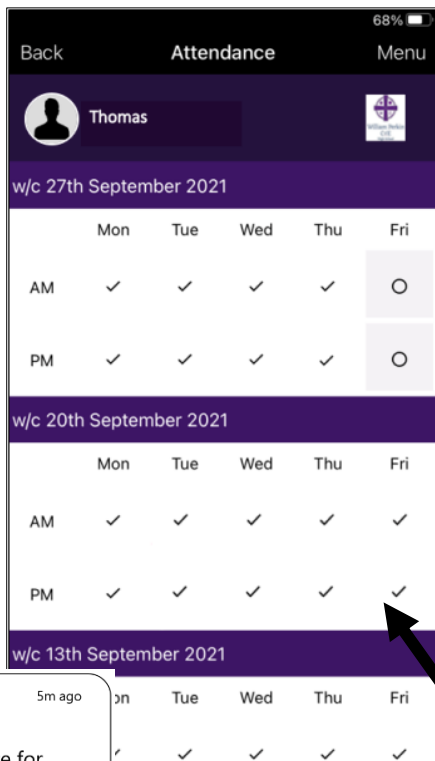 68%
Back Attendance Menu
Thomas
w/c 27th September 2021
Mon Tue Wed Thu Fri
AM ✓ ✓ ✓ ✓ O
PM ✓ ✓ ✓ ✓ O
w/c 20th September 2021
Mon Tue Wed Thu Fri
AM ✓ ✓ ✓ ✓ ✓
PM ✓ ✓ ✓ ✓ ✓
w/c 13th September 2021
5m ago
Tue Wed Thu Fri
for ✓ ✓ ✓ ✓